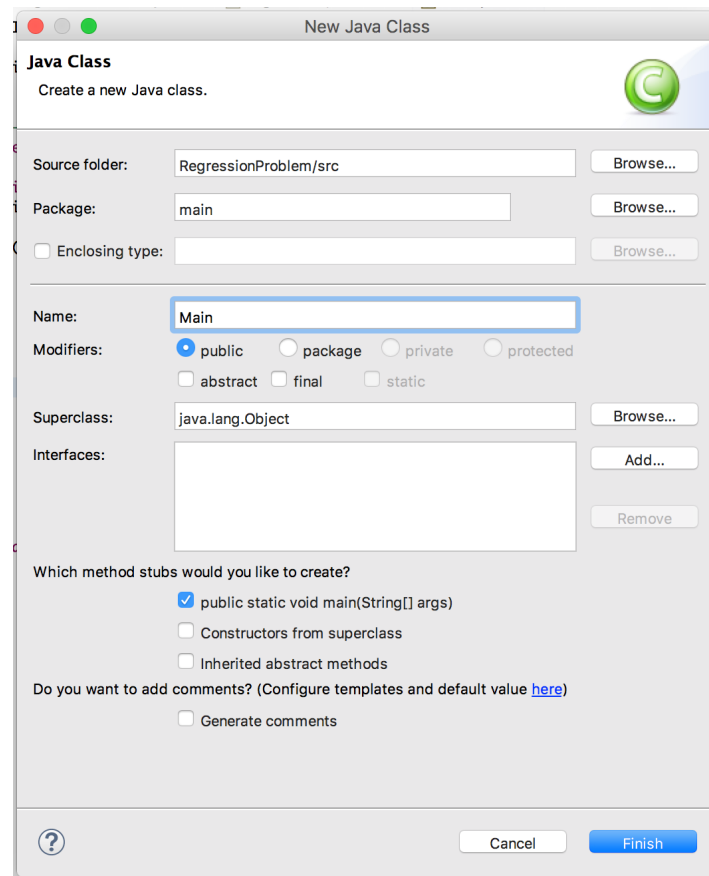 New Java Class
Java Class
Create a new Java class.
C
Source folder: RegressionProblem/src Browse...
Package: main Browse...
Enclosing type: Browse...
Name: Main
Modifiers: public package private protected
abstract final static
Superclass: java.lang.Object Browse...
Interfaces: Add...
Remove
Which method stubs would you like to create?
public static void main(String[] args)
Constructors from superclass
Inherited abstract methods
Do you want to add comments? (Configure templates and default value here)
Generate comments
? Cancel Finish